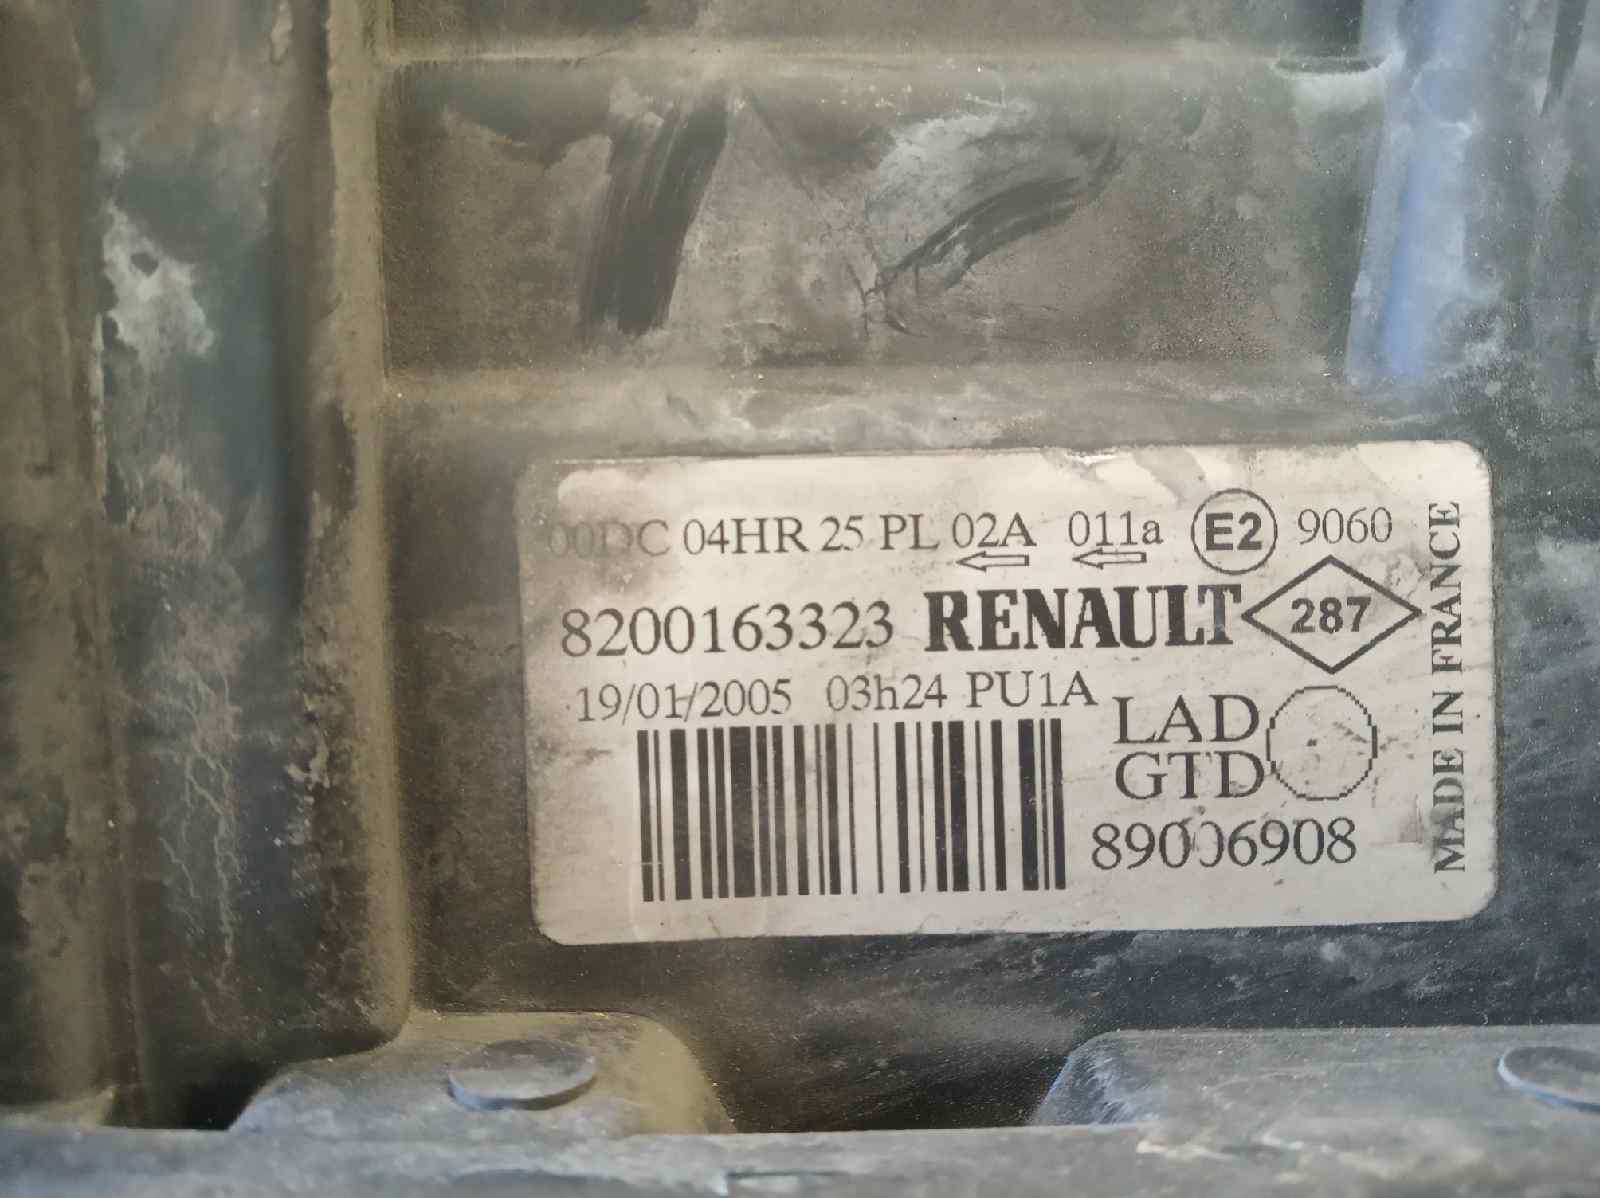 00DC 04HR 25 PL 02A 011a E2 9060
8200163323 RENAULT 287
19/01/2005 03h24 PU1A
LAD
GTD
89006908
MADE IN FRANCE